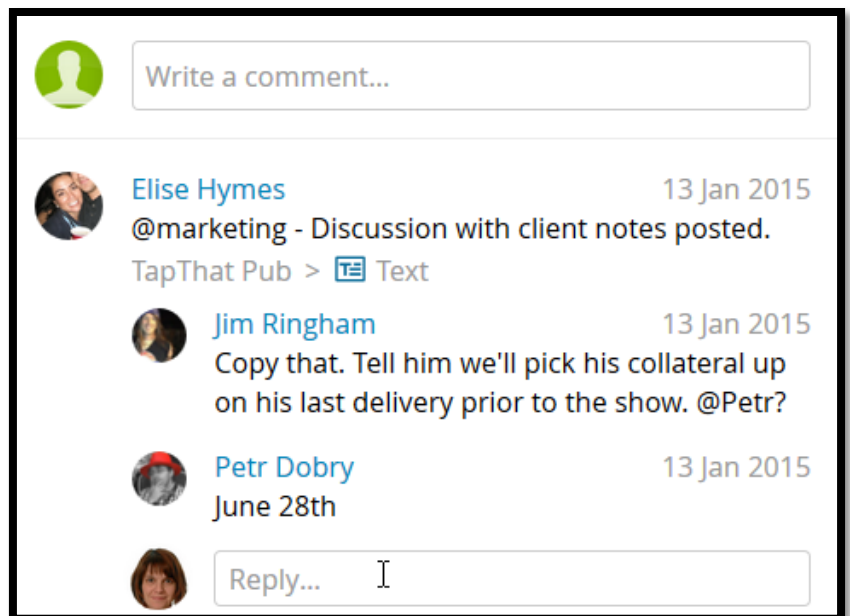 Write a comment...
Elise Hymes 13 Jan 2015
@marketing - Discussion with client notes posted.
TapThat Pub > Text
Jim Ringham 13 Jan 2015
Copy that. Tell him we'll pick his collateral up
on his last delivery prior to the show. @Petr?
Petr Dobry 13 Jan 2015
June 28th
Reply...